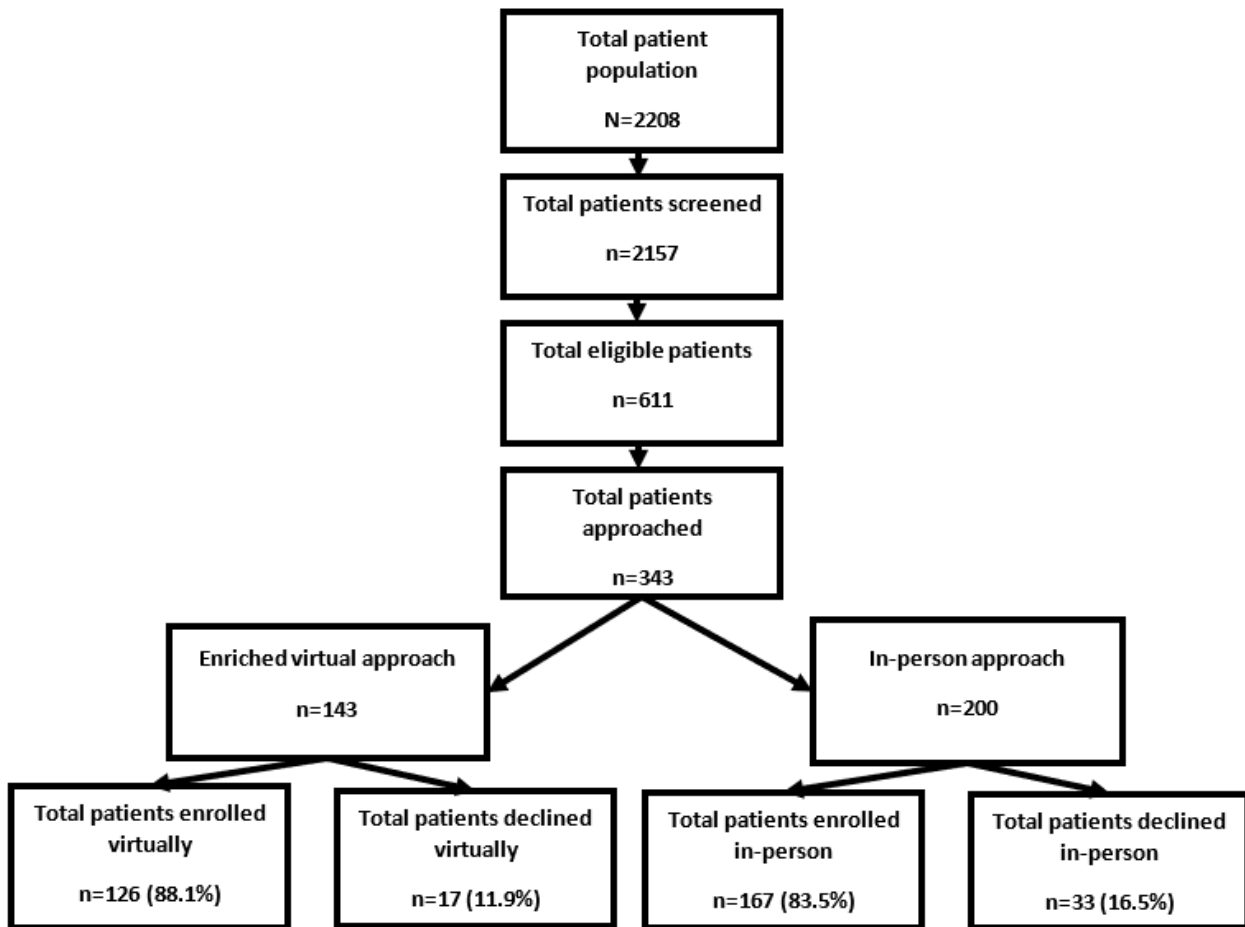 Total patient
population
N=2208
Total patients screened
n=2157
Total eligible patients
n=611
Total patients
approached
n=343
Enriched virtual approach
n=143
In-person approach
n=200
Total patients enrolled
virtually
n=126 (88.1%)
Total patients declined
virtually
n=17 (11.9%)
Total patients enrolled
in-person
n=167 (83.5%)
Total patients declined
in-person
n=33 (16.5%)